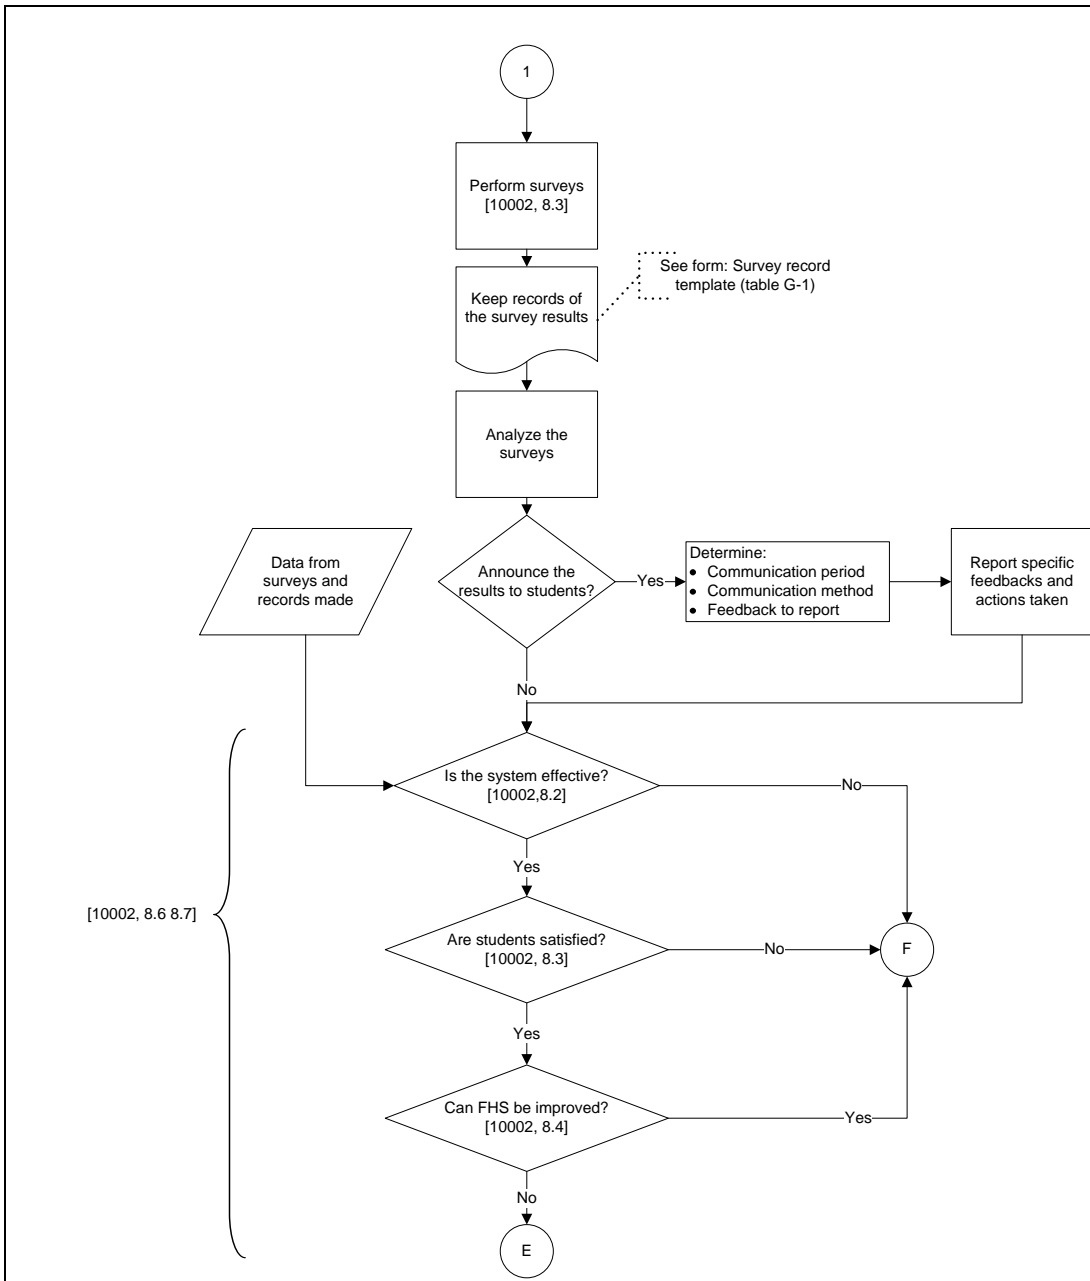 1
Perform surveys
[10002, 8.3]
See form: Survey record
template (table G-1)
Keep records of
the survey results
Analyze the
surveys
Data from
surveys and
records made
Announce the
results to students?
Yes
Determine:
• Communication period
• Communication method
• Feedback to report
Report specific
feedbacks and
actions taken
No
Is the system effective?
[10002,8.2]
No
Yes
[10002, 8.6 8.7]
Are students satisfied?
[10002, 8.3]
No
F
Yes
Can FHS be improved?
[10002, 8.4]
Yes
No
E